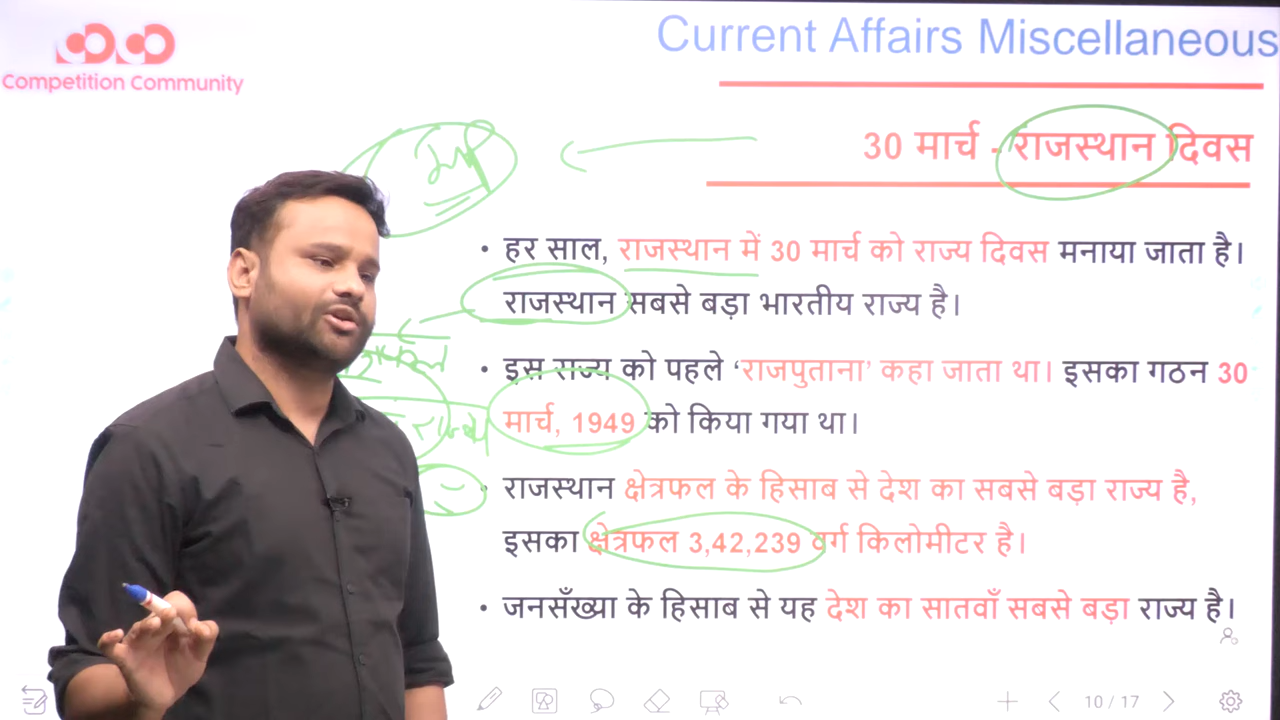 Competition Community
Current Affairs Miscellaneous
Imp
30 मार्च - राजस्थान दिवस
• हर साल, राजस्थान में 30 मार्च को राज्य दिवस मनाया जाता है।
राजस्थान सबसे बड़ा भारतीय राज्य है।
• इस राज्य को पहले ‘राजपुताना’ कहा जाता था। इसका गठन 30
मार्च, 1949 को किया गया था।
• राजस्थान क्षेत्रफल के हिसाब से देश का सबसे बड़ा राज्य है,
इसका क्षेत्रफल 3,42,239 वर्ग किलोमीटर है।
• जनसँख्या के हिसाब से यह देश का सातवाँ सबसे बड़ा राज्य है।
10 / 17